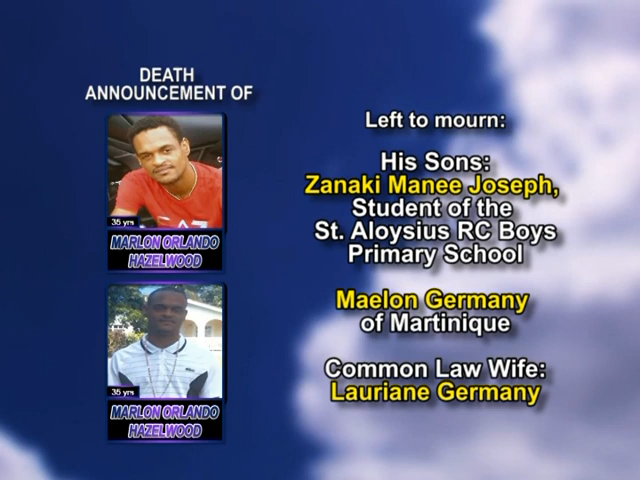 DEATH
ANNOUNCEMENT OF
35 yrs
MARLON ORLANDO
HAZELWOOD
35 yrs
MARLON ORLANDO
HAZELWOOD
Left to mourn:
His Sons:
Zanaki Manee Joseph,
Student of the
St. Aloysius RC Boys
Primary School
Maelon Germany
of Martinique
Common Law Wife:
Lauriane Germany